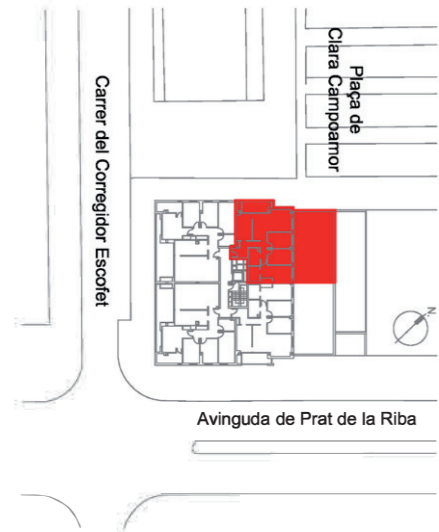 Plaça de
Clara Campoamor
Carrer del Corregidor Escofet
N
Avinguda de Prat de la Riba